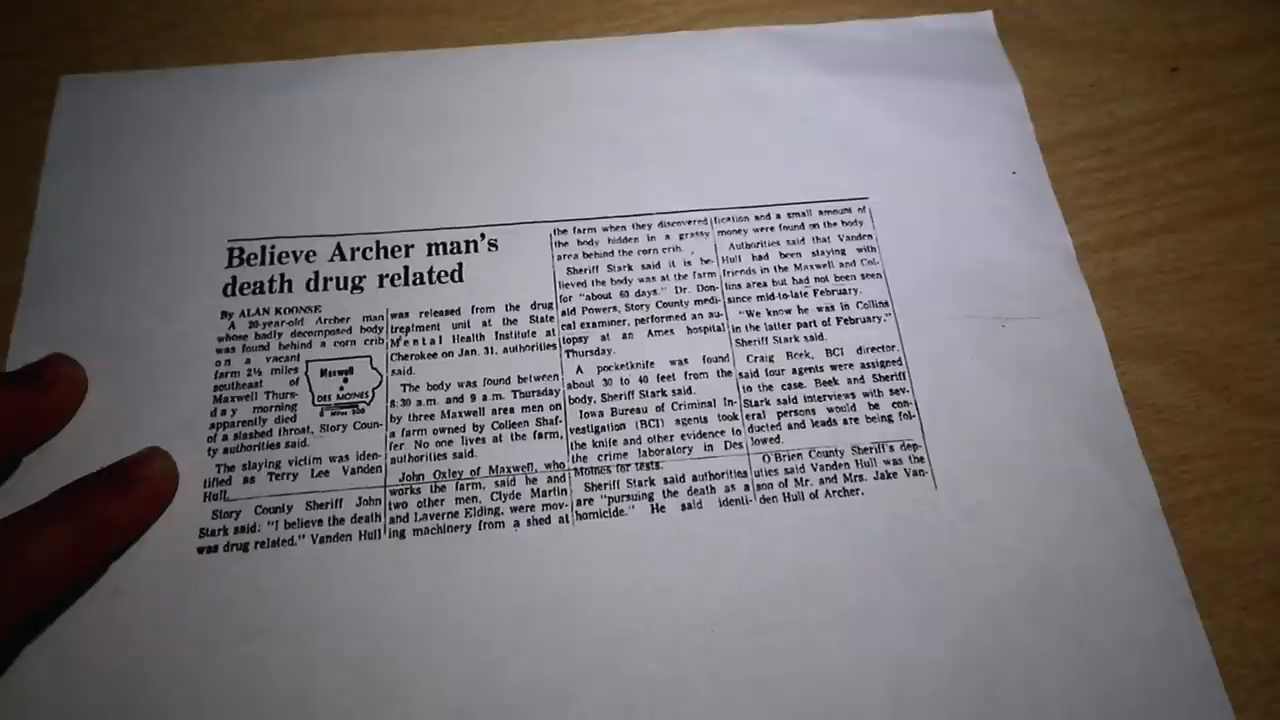 Believe Archer man's
death drug related
By ALAN KOONSE
A 20-year-old Archer man
whose badly decomposed body
was found behind a corn crib
on a vacant
farm 2½ miles
southeast of
Maxwell Thurs-
day morning
apparently died
of a slashed throat, Story Coun-
ty authorities said.
The slaying victim was iden-
tified as Terry Lee Vanden
Hull.
Story County Sheriff John
Stark said: "I believe the death
was drug related." Vanden Hull
Maxwell
DES MOINES
was released from the drug
treatment unit at the State
Mental Health Institute at
Cherokee on Jan. 31, authorities
said.
The body was found between
8:30 a.m. and 9 a.m. Thursday
by three Maxwell area men on
a farm owned by Colleen Shaf-
fer. No one lives at the farm,
authorities said.
John Oxley of Maxwell, who
works the farm, said he and
two other men, Clyde Martin
and Laverne Elding, were mov-
ing machinery from a shed at
the farm when they discovered
the body hidden in a grassy
area behind the corn crib.
Sheriff Stark said it is be-
lieved the body was at the farm
for "about 60 days." Dr. Don-
ald Powers, Story County medi-
cal examiner, performed an au-
topsy at an Ames hospital
Thursday.
A pocketknife was found
about 30 to 40 feet from the
body, Sheriff Stark said.
Iowa Bureau of Criminal In-
vestigation (BCI) agents took
the knife and other evidence to
the crime laboratory in Des
Moines for tests.
Sheriff Stark said authorities
are "pursuing the death as a
homicide." He said identi-
fication and a small amount of
money were found on the body
Authorities said that Vanden
Hull had been staying with
friends in the Maxwell and Col-
lins area but had not been seen
since mid-to-late February.
"We know he was in Collins
in the latter part of February,"
Sheriff Stark said.
Craig Beek, BCI director,
said four agents were assigned
to the case. Beek and Sheriff
Stark said interviews with sev-
eral persons would be con-
ducted and leads are being fol-
lowed.
O'Brien County Sheriff's dep-
uties said Vanden Hull was the
son of Mr. and Mrs. Jake Van-
den Hull of Archer.